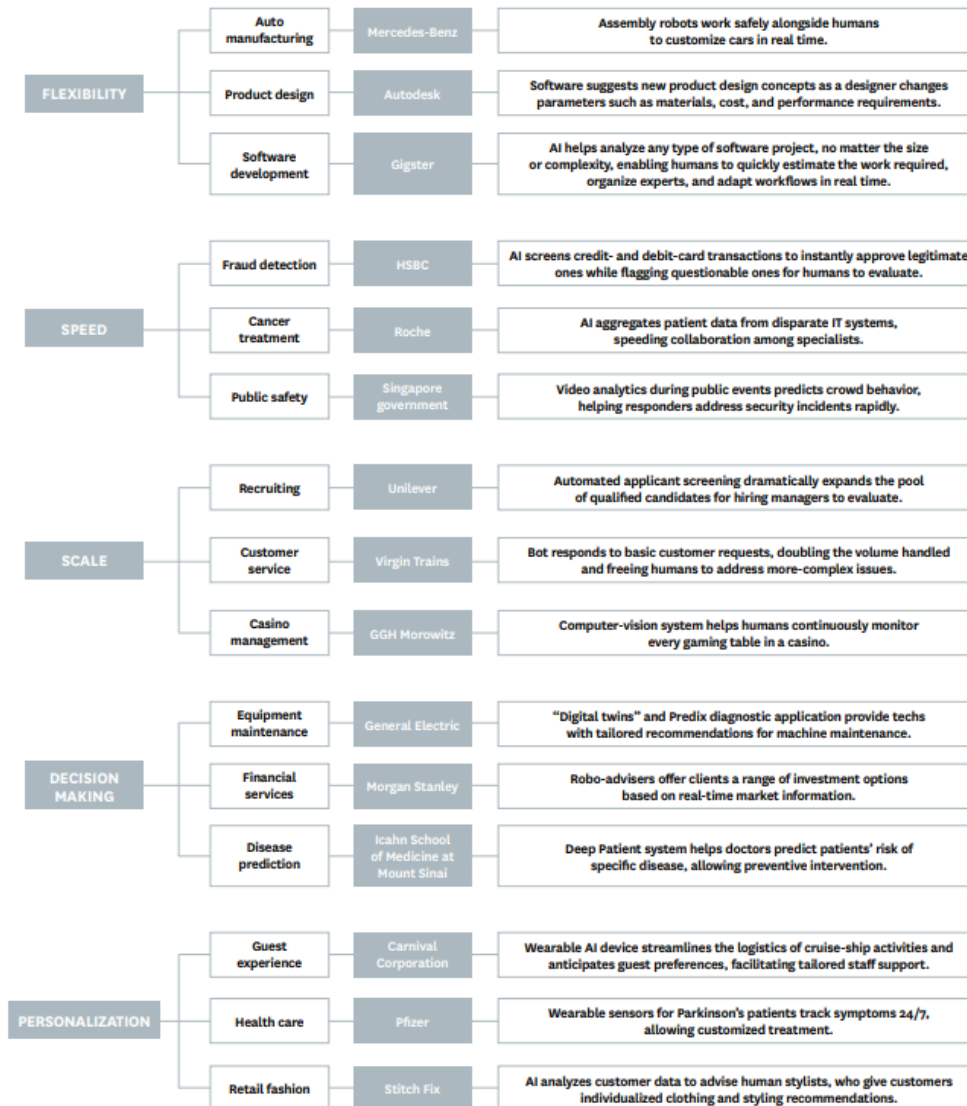 FLEXIBILITY
Auto
manufacturing
Mercedes-Benz
Assembly robots work safely alongside humans
to customize cars in real time.
Product design
Autodesk
Software suggests new product design concepts as a designer changes
parameters such as materials, cost, and performance requirements.
Software
development
Gigster
AI helps analyze any type of software project, no matter the size
or complexity, enabling humans to quickly estimate the work required,
organize experts, and adapt workflows in real time.
SPEED
Fraud detection
HSBC
AI screens credit- and debit-card transactions to instantly approve legitimate
ones while flagging questionable ones for humans to evaluate.
Cancer
treatment
Roche
AI aggregates patient data from disparate IT systems,
speeding collaboration among specialists.
Public safety
Singapore
government
Video analytics during public events predicts crowd behavior,
helping responders address security incidents rapidly.
SCALE
Recruiting
Unilever
Automated applicant screening dramatically expands the pool
of qualified candidates for hiring managers to evaluate.
Customer
service
Virgin Trains
Bot responds to basic customer requests, doubling the volume handled
and freeing humans to address more-complex issues.
Casino
management
GGH Morowitz
Computer-vision system helps humans continuously monitor
every gaming table in a casino.
DECISION
MAKING
Equipment
maintenance
General Electric
“Digital twins” and Predix diagnostic application provide techs
with tailored recommendations for machine maintenance.
Financial
services
Morgan Stanley
Robo-advisers offer clients a range of investment options
based on real-time market information.
Disease
prediction
Icahn School
of Medicine at
Mount Sinai
Deep Patient system helps doctors predict patients’ risk of
specific disease, allowing preventive intervention.
PERSONALIZATION
Guest
experience
Carnival
Corporation
Wearable AI device streamlines the logistics of cruise-ship activities and
anticipates guest preferences, facilitating tailored staff support.
Health care
Pfizer
Wearable sensors for Parkinson’s patients track symptoms 24/7,
allowing customized treatment.
Retail fashion
Stitch Fix
AI analyzes customer data to advise human stylists, who give customers
individualized clothing and styling recommendations.